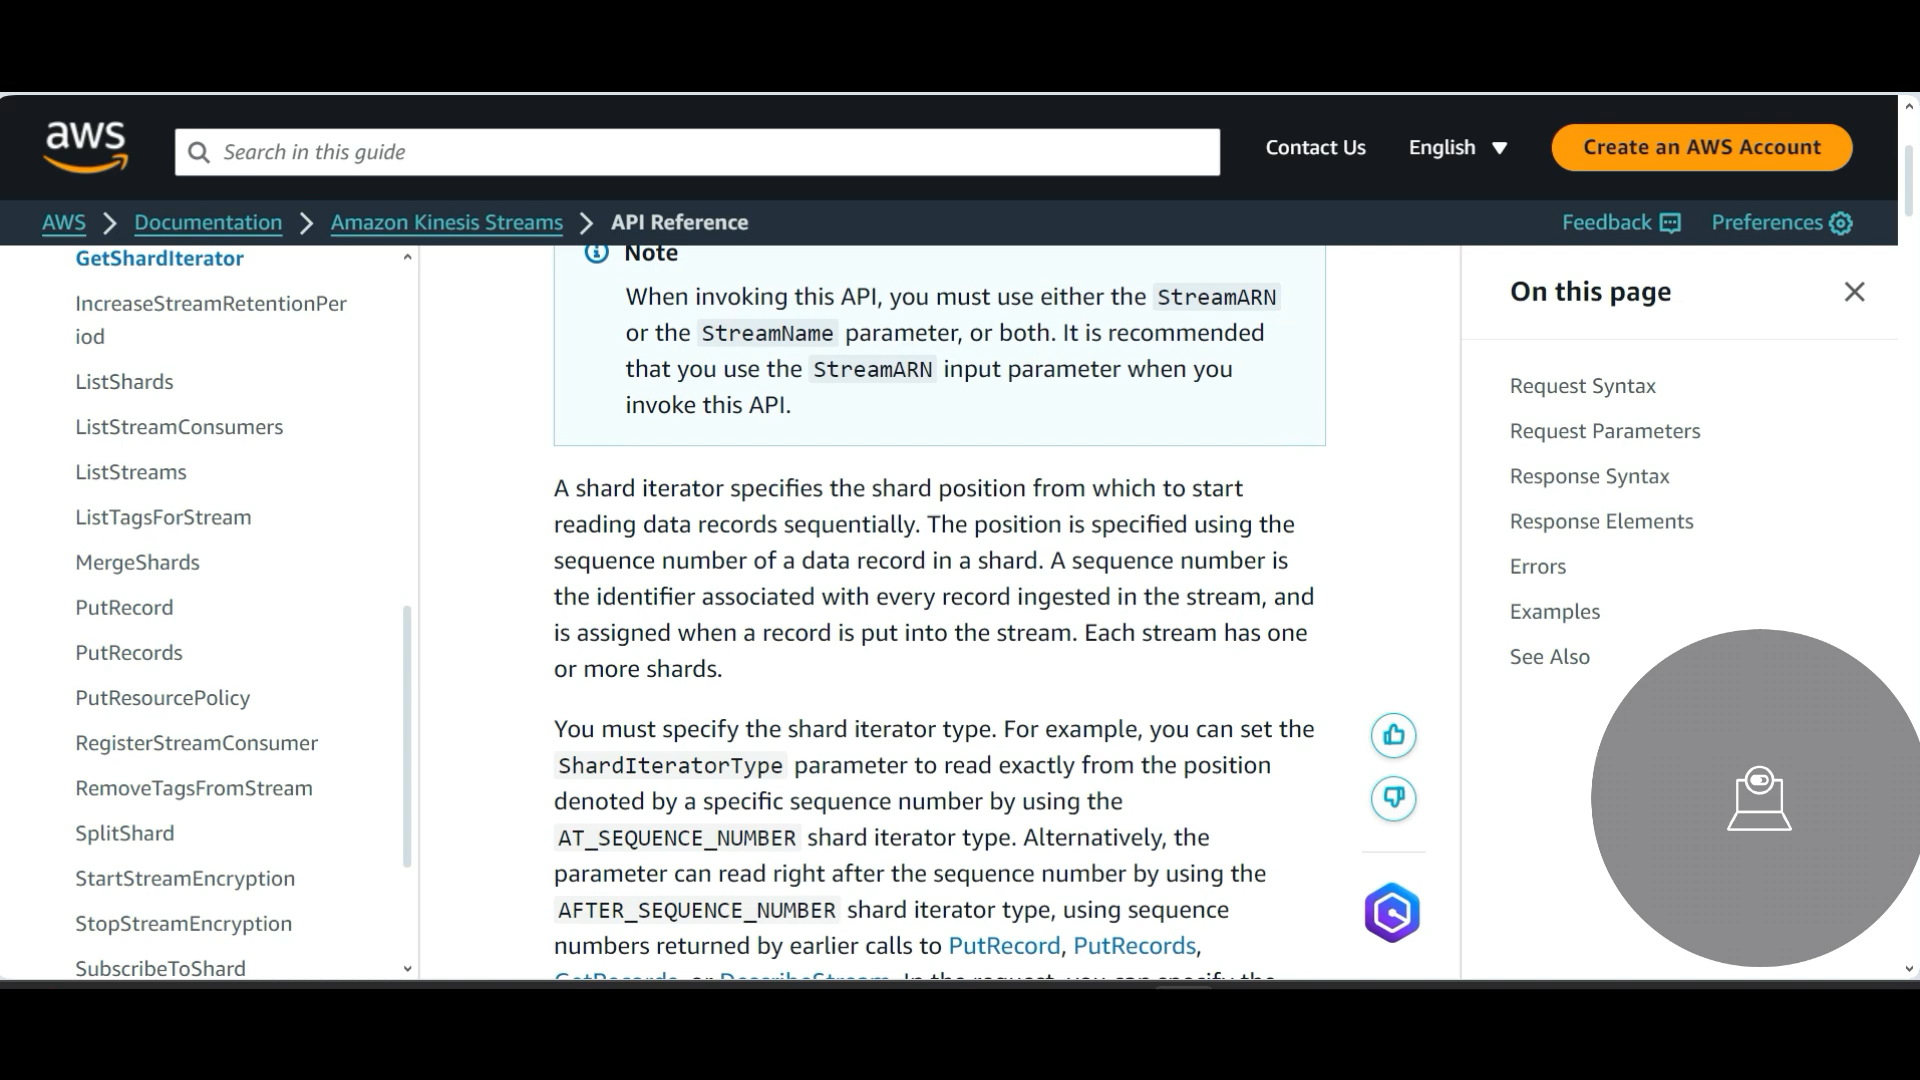 aws
Search in this guide
Contact Us
English
Create an AWS Account
AWS
Documentation
Amazon Kinesis Streams
API Reference
Feedback
Preferences
GetShardIterator
IncreaseStreamRetentionPer
iod
ListShards
ListStreamConsumers
ListStreams
ListTagsForStream
MergeShards
PutRecord
PutRecords
PutResourcePolicy
RegisterStreamConsumer
RemoveTagsFromStream
SplitShard
StartStreamEncryption
StopStreamEncryption
SubscribeToShard
Note
When invoking this API, you must use either the StreamARN
or the StreamName parameter, or both. It is recommended
that you use the StreamARN input parameter when you
invoke this API.
A shard iterator specifies the shard position from which to start
reading data records sequentially. The position is specified using the
sequence number of a data record in a shard. A sequence number is
the identifier associated with every record ingested in the stream, and
is assigned when a record is put into the stream. Each stream has one
or more shards.
You must specify the shard iterator type. For example, you can set the
ShardIteratorType parameter to read exactly from the position
denoted by a specific sequence number by using the
AT_SEQUENCE_NUMBER shard iterator type. Alternatively, the
parameter can read right after the sequence number by using the
AFTER_SEQUENCE_NUMBER shard iterator type, using sequence
numbers returned by earlier calls to PutRecord, PutRecords,
GetRecords, or DescribeStream. In the request, you can specify the
On this page
Request Syntax
Request Parameters
Response Syntax
Response Elements
Errors
Examples
See Also